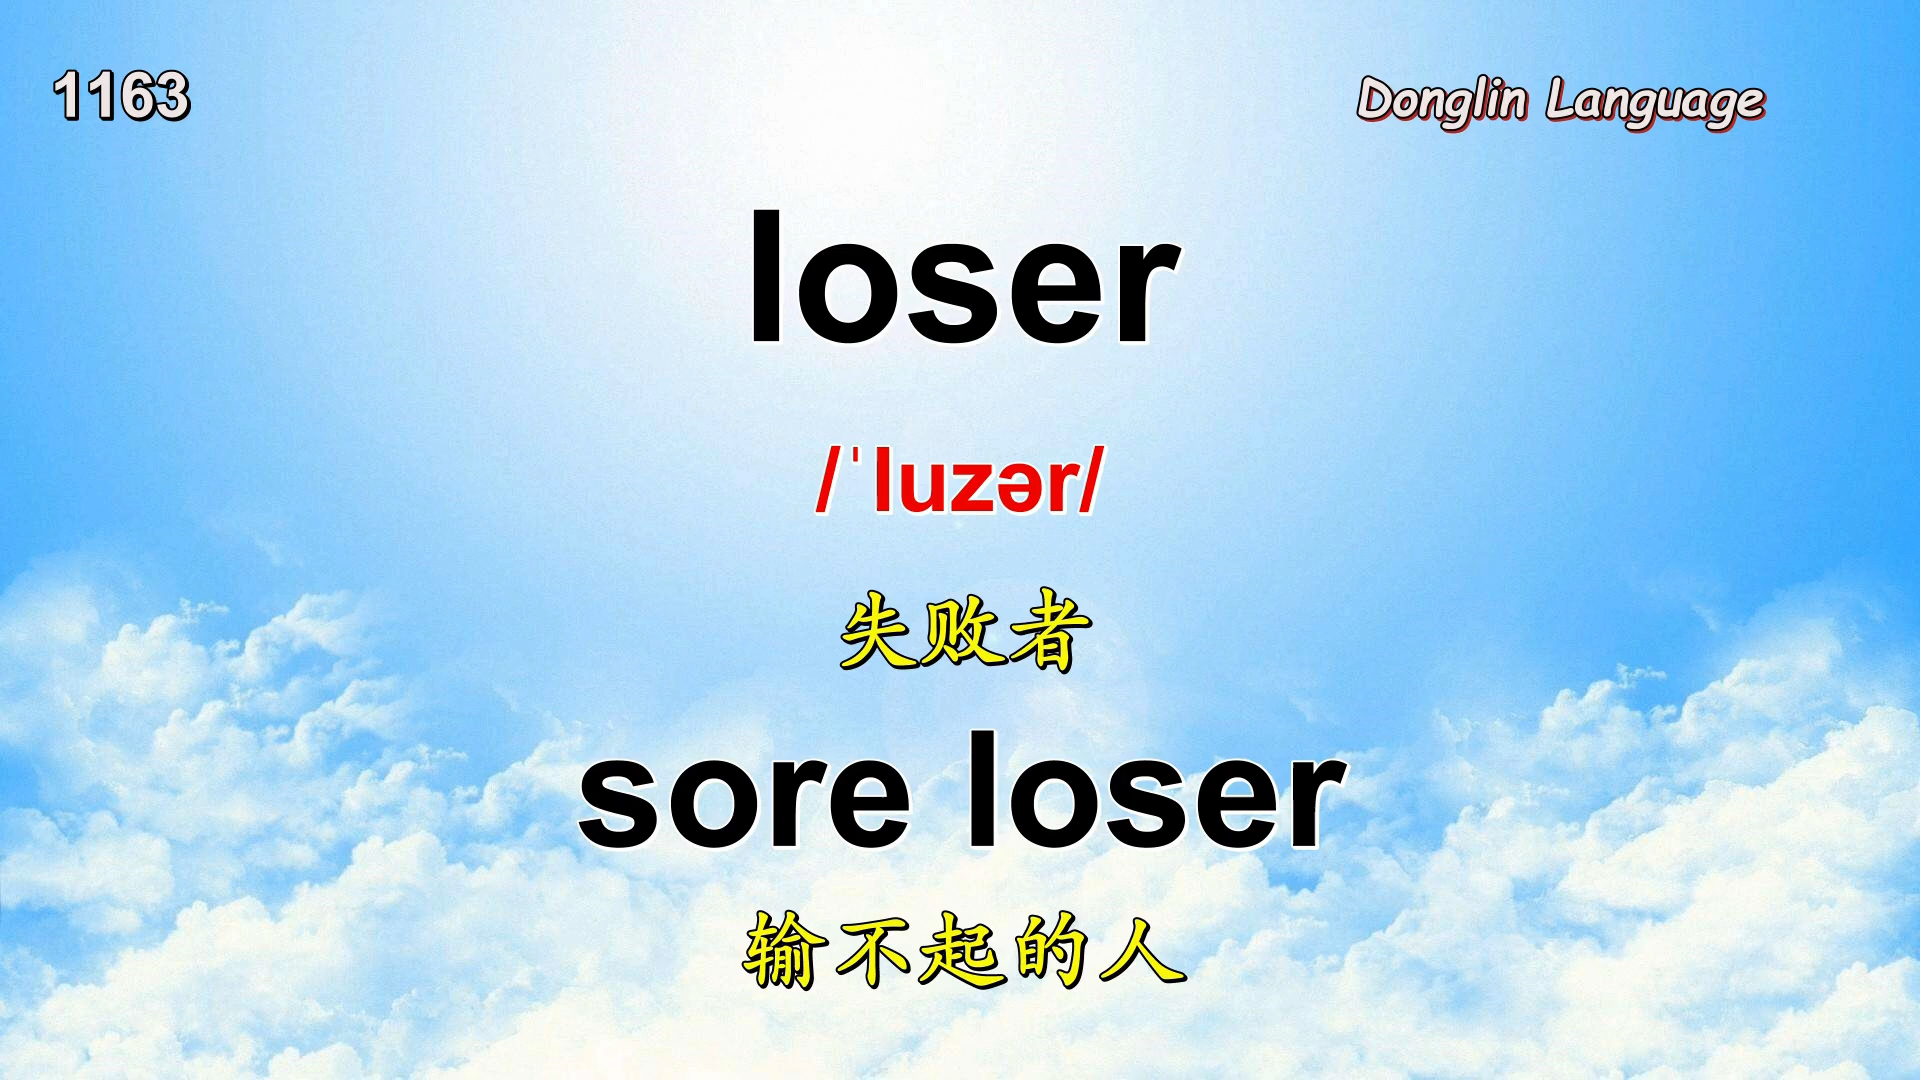 1163
Donglin Language
loser
/ˈluzər/
失败者
sore loser
输不起的人